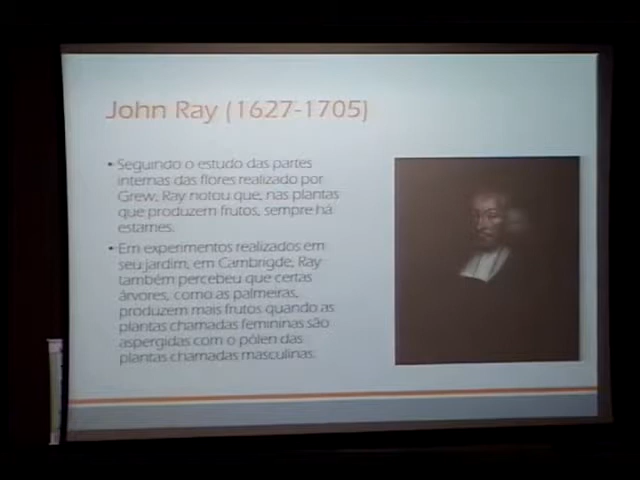 John Ray (1627-1705)
• Seguindo o estudo das partes
internas das flores realizado por
Grew, Ray notou que, nas plantas
que produzem frutos, sempre há
estames.
• Em experimentos realizados em
seu jardim, em Cambrigde, Ray
também percebeu que certas
árvores, como as palmeiras,
produzem mais frutos quando as
plantas chamadas femininas são
aspergidas com o pólen das
plantas chamadas masculinas.